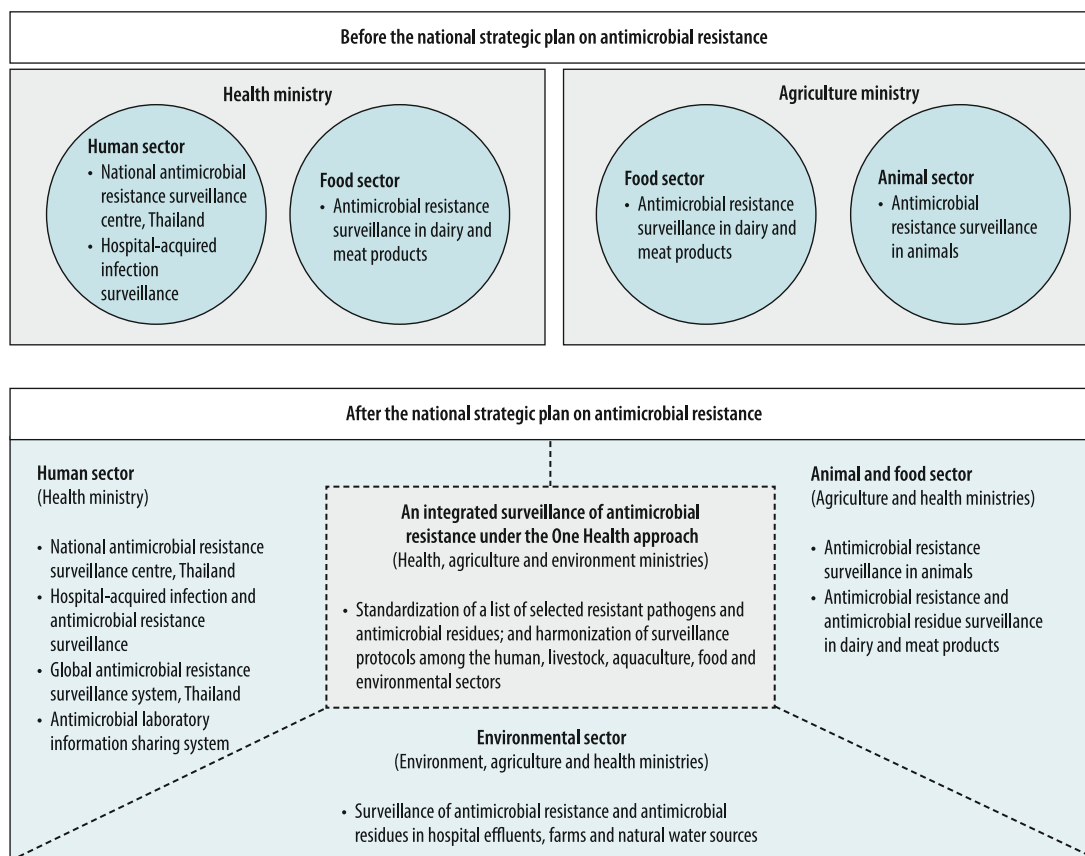 Before the national strategic plan on antimicrobial resistance
Health ministry
Human sector
• National antimicrobial
resistance surveillance
centre, Thailand
• Hospital-acquired
infection
surveillance
Food sector
• Antimicrobial resistance
surveillance in dairy and
meat products
Agriculture ministry
Food sector
• Antimicrobial resistance
surveillance in dairy and
meat products
Animal sector
• Antimicrobial
resistance surveillance
in animals
After the national strategic plan on antimicrobial resistance
Human sector
(Health ministry)
• National antimicrobial resistance
surveillance centre, Thailand
• Hospital-acquired infection and
antimicrobial resistance
surveillance
• Global antimicrobial resistance
surveillance system, Thailand
• Antimicrobial laboratory
information sharing system
An integrated surveillance of antimicrobial
resistance under the One Health approach
(Health, agriculture and environment ministries)
• Standardization of a list of selected resistant pathogens and
antimicrobial residues; and harmonization of surveillance
protocols among the human, livestock, aquaculture, food and
environmental sectors
Animal and food sector
(Agriculture and health ministries)
• Antimicrobial resistance
surveillance in animals
• Antimicrobial resistance and
antimicrobial residue surveillance
in dairy and meat products
Environmental sector
(Environment, agriculture and health ministries)
• Surveillance of antimicrobial resistance and antimicrobial
residues in hospital effluents, farms and natural water sources